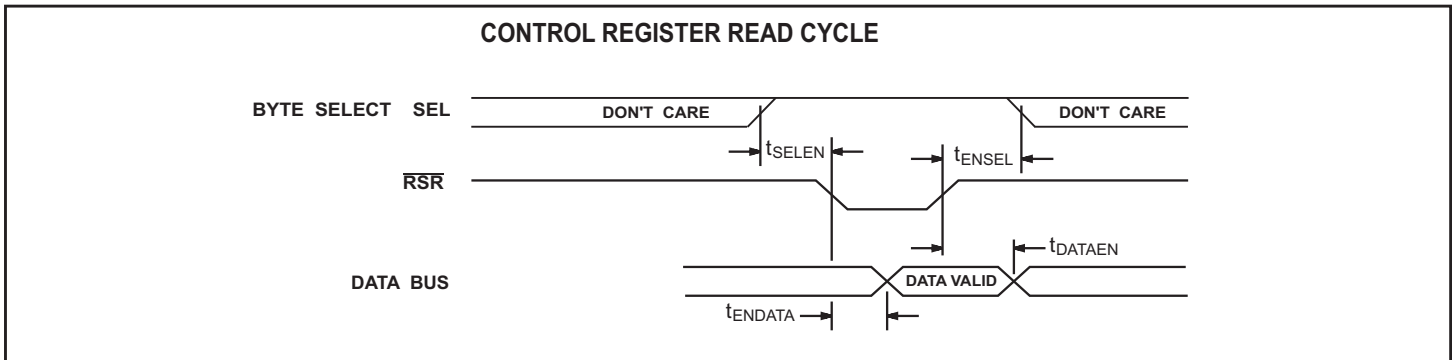 CONTROL REGISTER READ CYCLE
BYTE SELECT SEL
DON'T CARE
DON'T CARE
tSELEN
tENSEL
RSR
tDATAEN
DATA BUS
DATA VALID
tENDATA